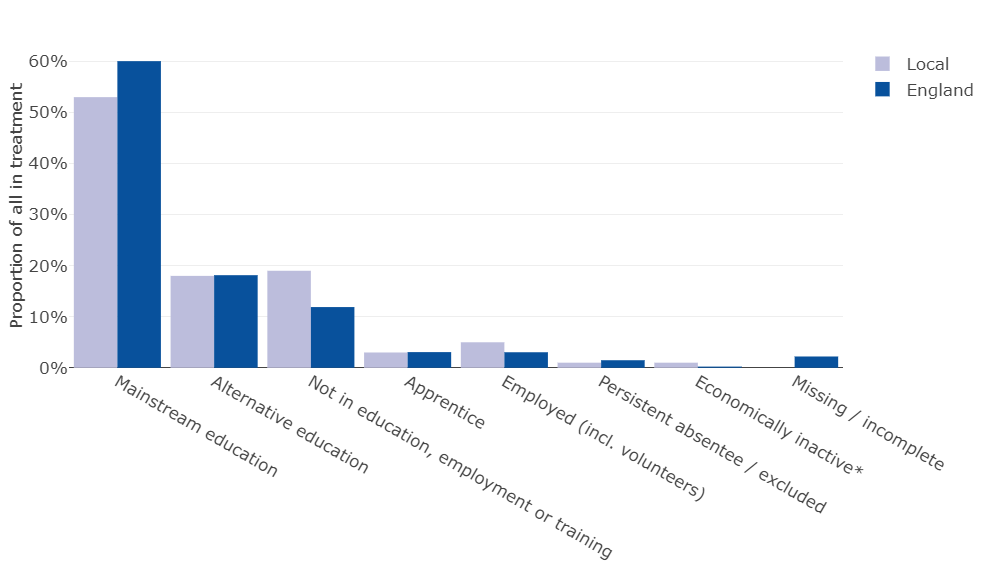 Local
England
Proportion of all in treatment
60%
50%
40%
30%
20%
10%
0%
Mainstream education
Alternative education
Not in education, employment or training
Apprentice
Employed (incl. volunteers)
Persistent absentee / excluded
Economically inactive*
Missing / incomplete